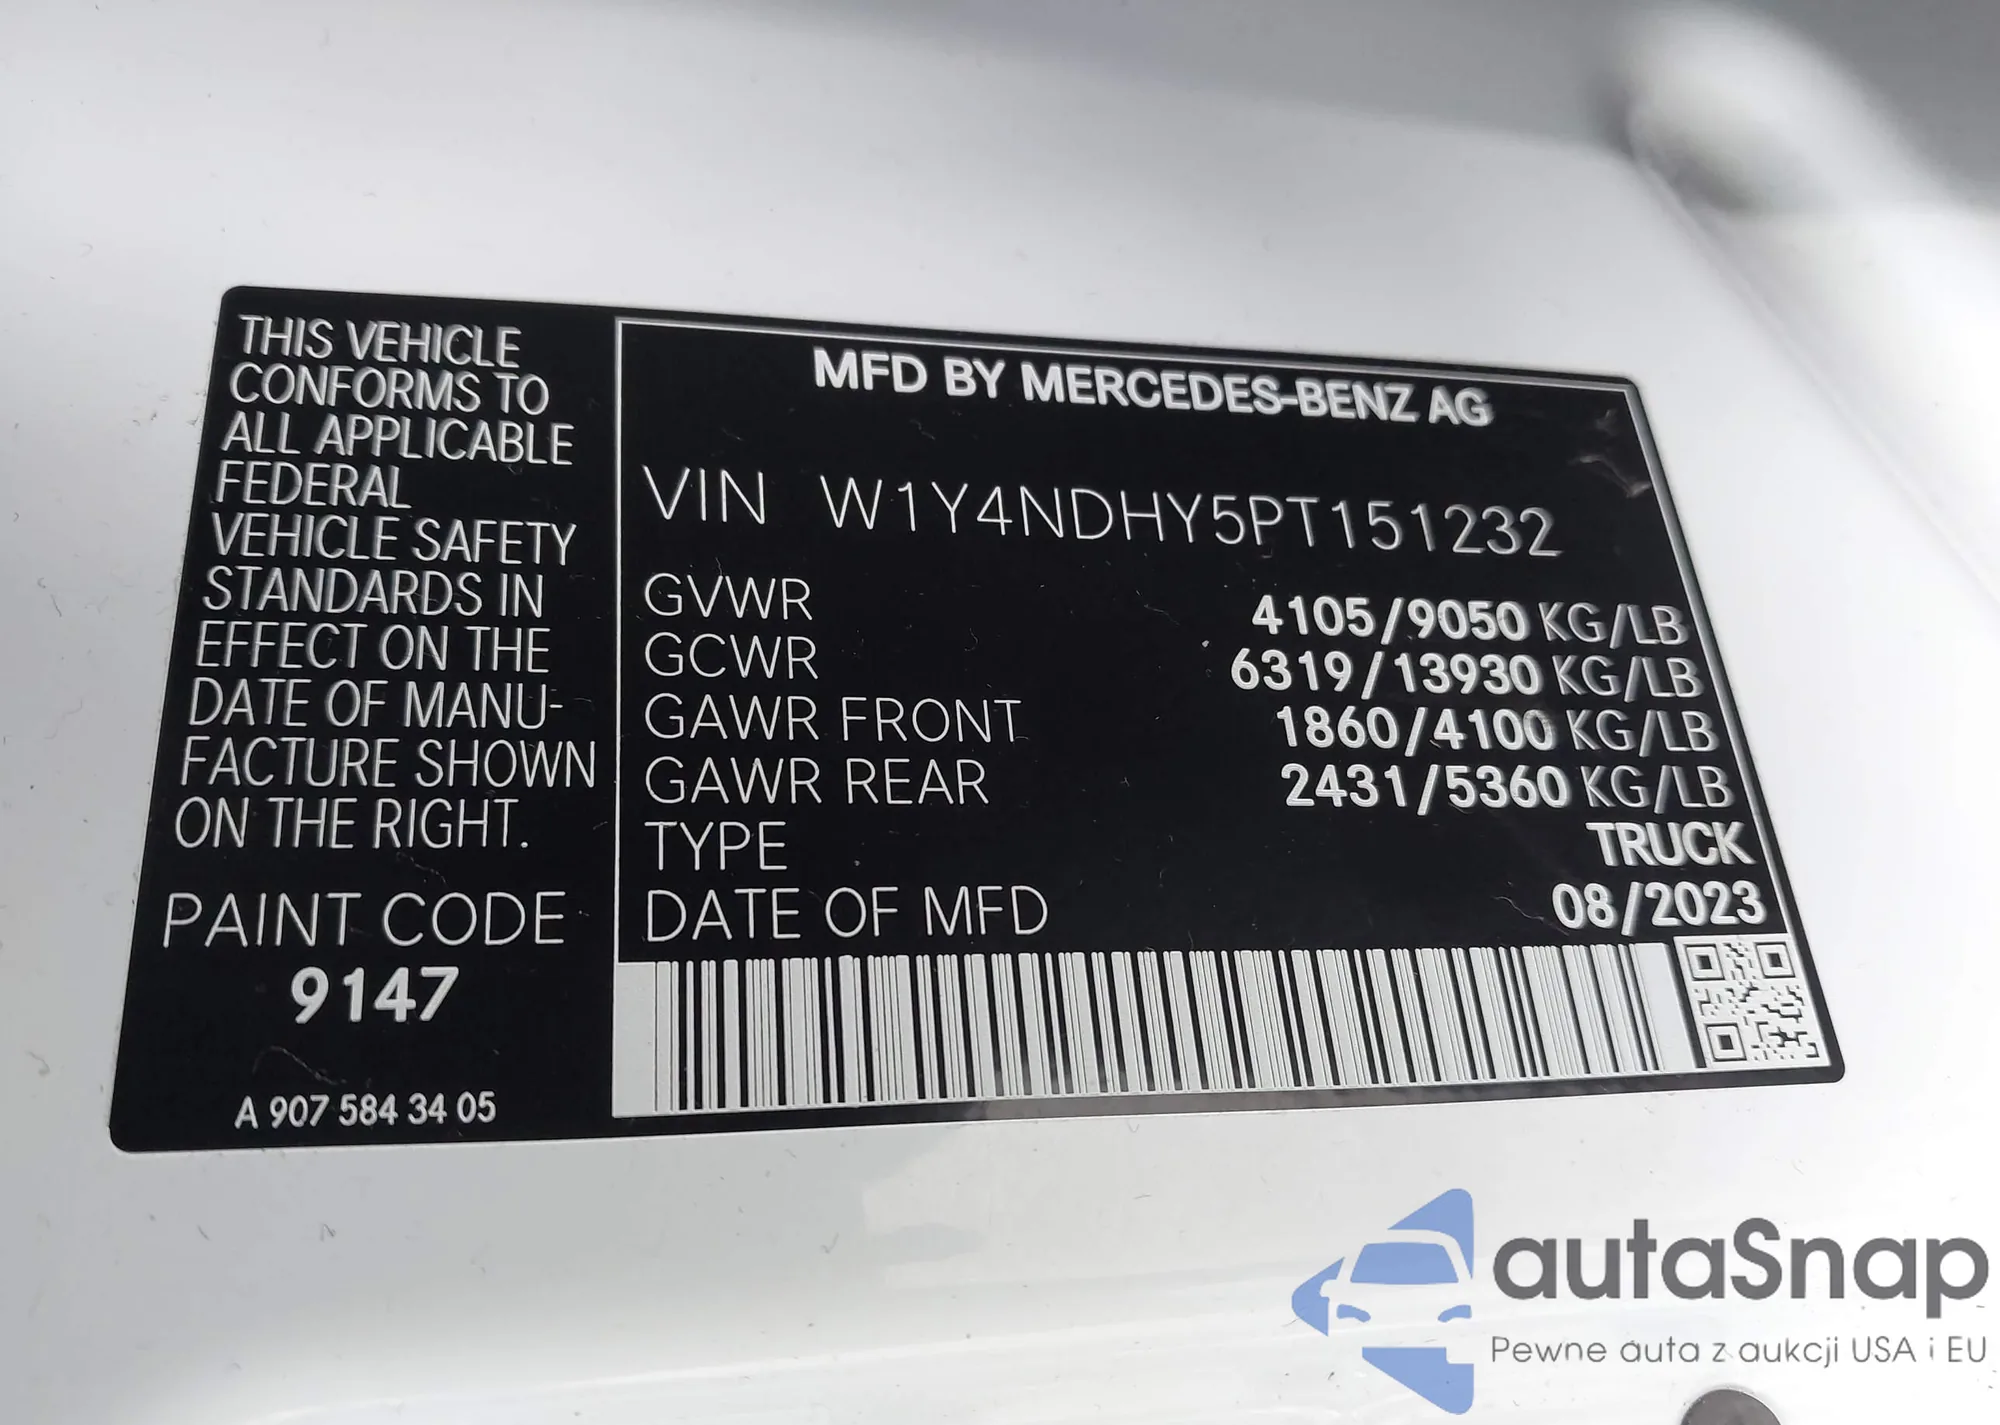 THIS VEHICLE
CONFORMS TO
ALL APPLICABLE
FEDERAL
VEHICLE SAFETY
STANDARDS IN
EFFECT ON THE
DATE OF MANU-
FACTURE SHOWN
ON THE RIGHT.
PAINT CODE
9147
A 907 584 34 05
MFD BY MERCEDES-BENZ AG
VIN W1Y4NDHY5PT151232
GVWR 4105/9050 KG/LB
GCWR 6319/13930 KG/LB
GAWR FRONT 1860/4100 KG/LB
GAWR REAR 2431/5360 KG/LB
TYPE TRUCK
DATE OF MFD 08/2023
autaSnap
Pewne auta z aukcji USA i EU